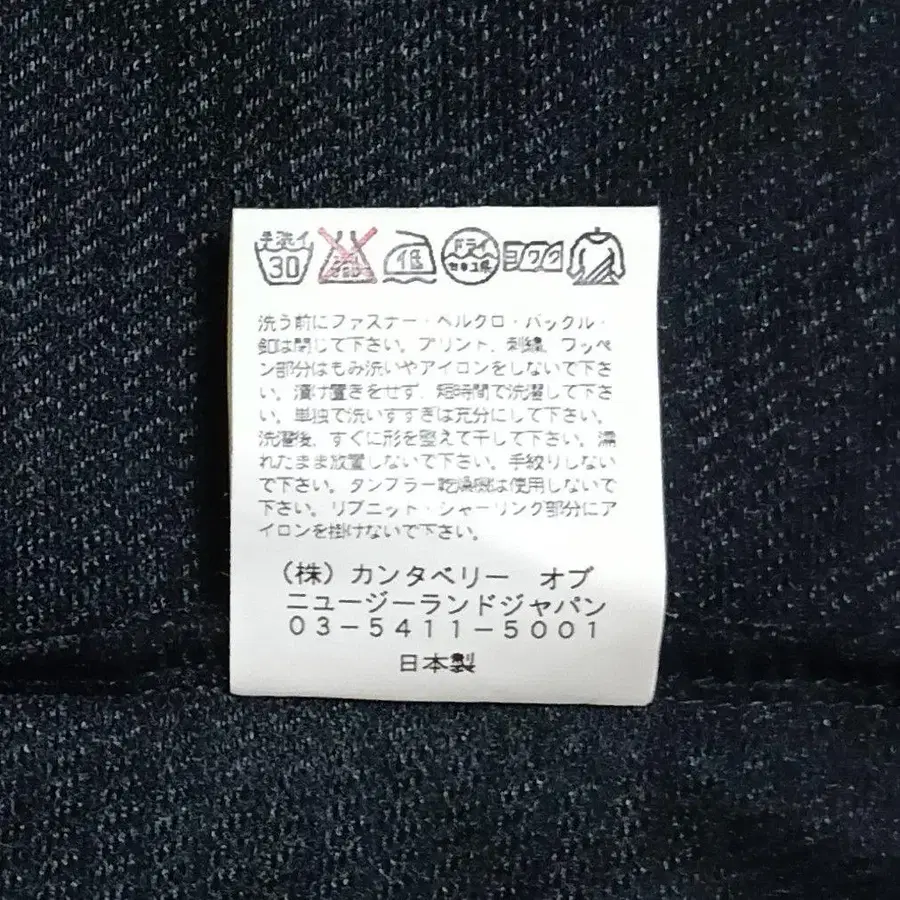 手洗イ
30
低
ドライ
セキユ系
ヨワク
洗う前にファスナー・ベルクロ・バックル・
釦は閉じて下さい。プリント、刺繍、ワッペ
ン部分はもみ洗いやアイロンをしないで下さ
い。漬け置きをせず、短時間で洗濯して下さ
い。単独で洗いすすぎは充分にして下さい。
洗濯後、すぐに形を整えて干して下さい。濡
れたまま放置しないで下さい。手絞りしない
で下さい。タンブラー乾燥機は使用しないで
下さい。リブニット・シャーリング部分にア
イロンを掛けないで下さい。
(株)カンタベリー オブ
ニュージーランドジャパン
03-5411-5001
日本製